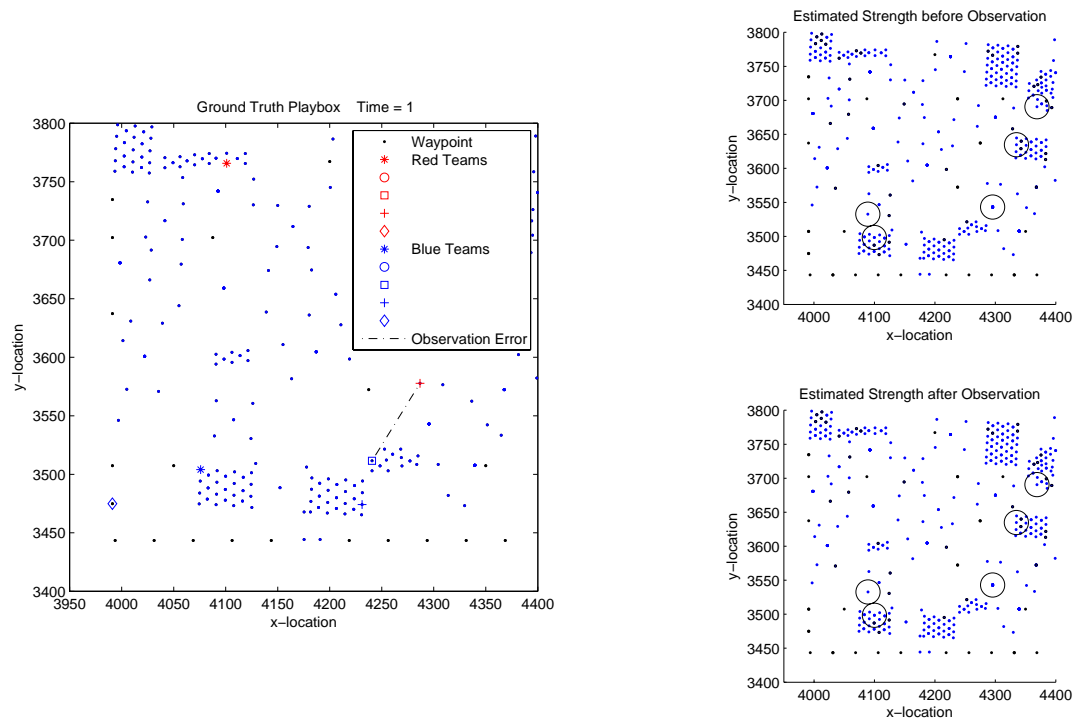 Ground Truth Playbox    Time = 1
3800
3750
3700
3650
3600
3550
3500
3450
3400
y−location
3950 4000 4050 4100 4150 4200 4250 4300 4350 4400
x−location
Waypoint
Red Teams
Blue Teams
Observation Error
Estimated Strength before Observation
3800
3750
3700
3650
3600
3550
3500
3450
3400
y−location
4000 4100 4200 4300 4400
x−location
Estimated Strength after Observation
3800
3750
3700
3650
3600
3550
3500
3450
3400
y−location
4000 4100 4200 4300 4400
x−location